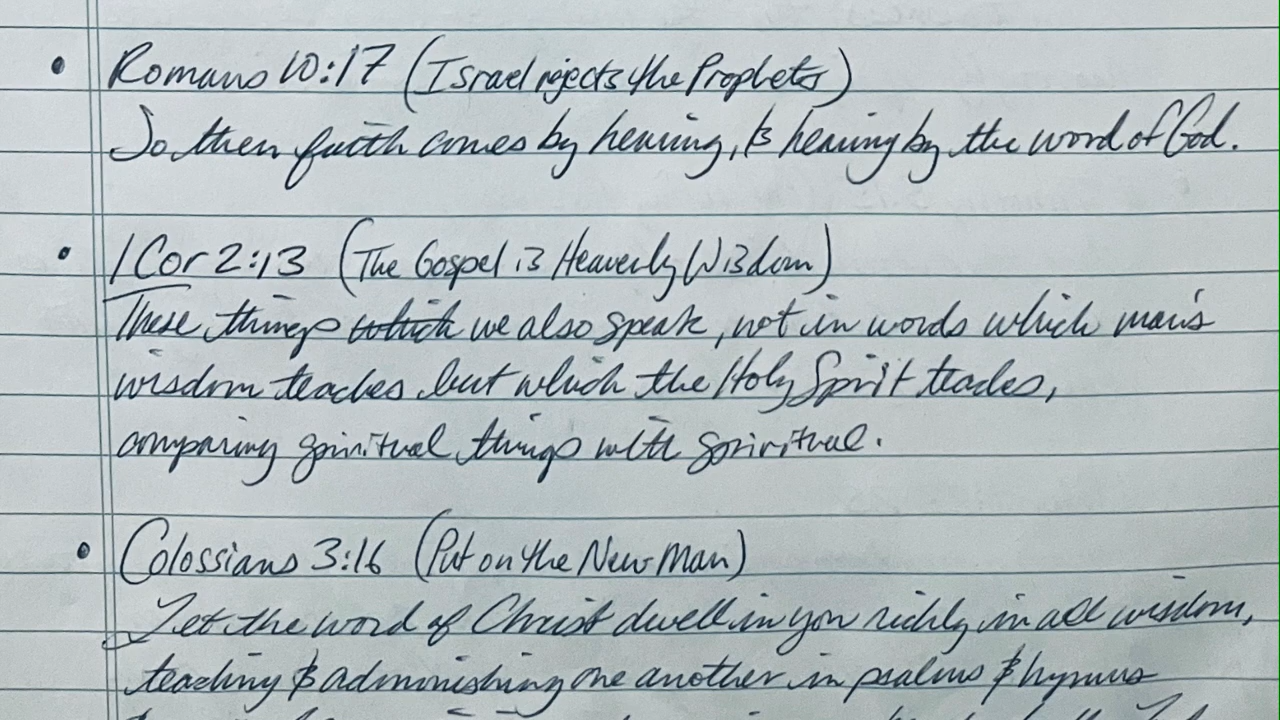 • Romans 10:17 (Israel rejects the Prophets)
So then faith comes by hearing, & hearing by the word of God.
• 1 Cor 2:13 (The Gospel is Heavenly Wisdom)
These things which we also speak, not in words which man's
wisdom teaches but which the Holy Spirit teaches,
comparing spiritual things with spiritual.
• Colossians 3:16 (Put on the New Man)
Let the word of Christ dwell in you richly in all wisdom,
teaching & administrating one another in psalms & hymns